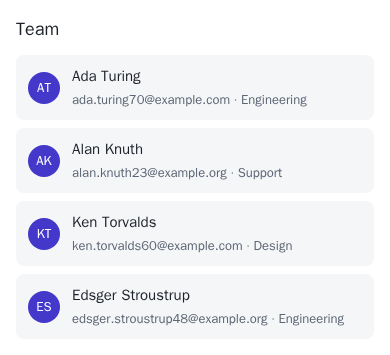 Team
AT
Ada Turing
ada.turing70@example.com · Engineering
AK
Alan Knuth
alan.knuth23@example.org · Support
KT
Ken Torvalds
ken.torvalds60@example.com · Design
ES
Edsger Stroustrup
edsger.stroustrup48@example.org · Engineering